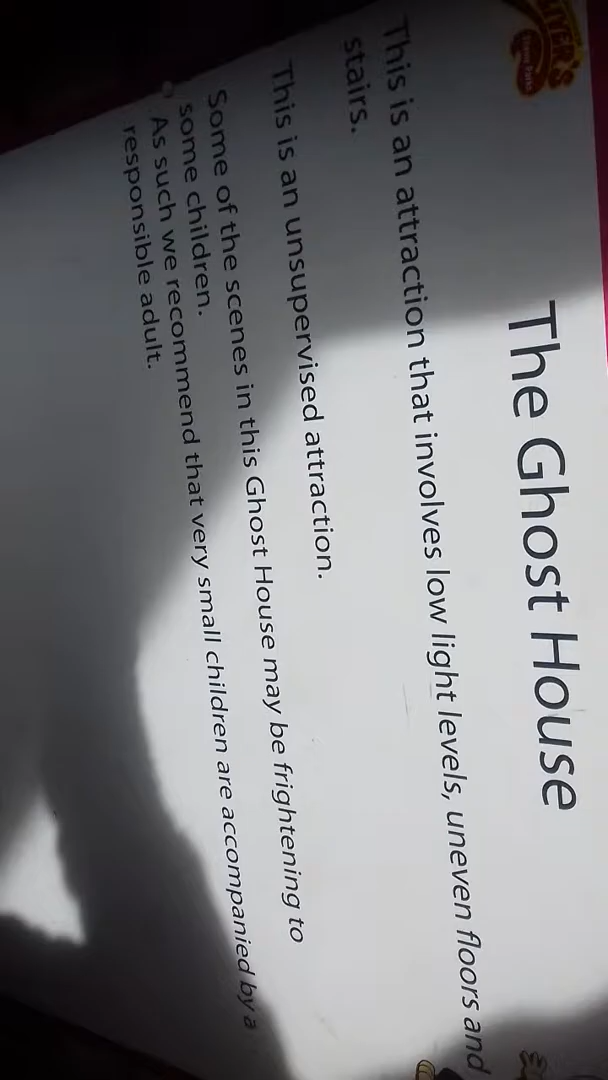 The Ghost House
This is an attraction that involves low light levels, uneven floors and
stairs.
This is an unsupervised attraction.
Some of the scenes in this Ghost House may be frightening to
some children.
As such we recommend that very small children are accompanied by a
responsible adult.